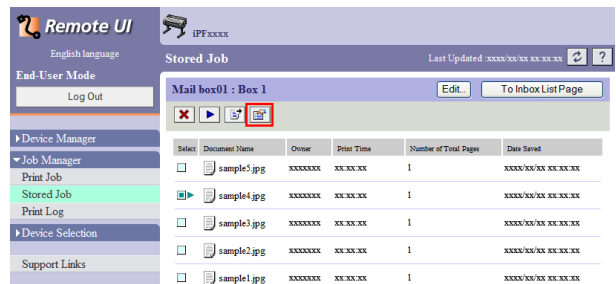 Remote UI
iPFxxxx
English language
Stored Job
Last Updated :xxxx/xx/xx xx:xx:xx
?
End-User Mode
Log Out
Mail box01 : Box 1
Edit...
To Inbox List Page
Device Manager
Job Manager
Print Job
Stored Job
Print Log
Device Selection
Support Links
Select Document Name Owner Print Time Number of Total Pages Date Saved
sample5.jpg xxxxxxx xx:xx:xx 1 xxxx/xx/xx xx:xx:xx
sample4.jpg xxxxxxx xx:xx:xx 1 xxxx/xx/xx xx:xx:xx
sample3.jpg xxxxxxx xx:xx:xx 1 xxxx/xx/xx xx:xx:xx
sample2.jpg xxxxxxx xx:xx:xx 1 xxxx/xx/xx xx:xx:xx
sample1.jpg xxxxxxx xx:xx:xx 1 xxxx/xx/xx xx:xx:xx